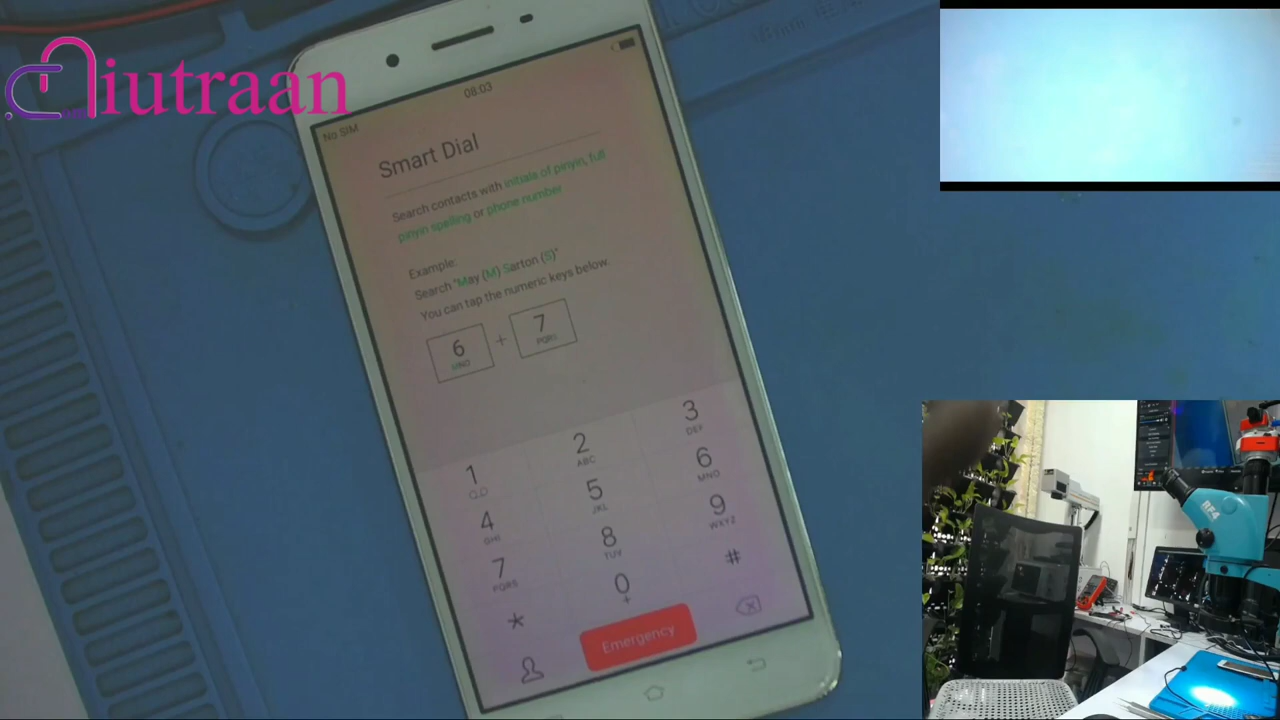 iutraan
08:03
No SIM
Smart Dial
Search contacts with initials of pinyin, full
pinyin spelling or phone number
Example:
Search "May (M) Sarton (S)"
You can tap the numeric keys below.
6 + 7
MNO PQRS
1 2 3
ABC DEF
4 5 6
GHI JKL MNO
7 8 9
PQRS TUV WXYZ
* 0 #
+
Emergency